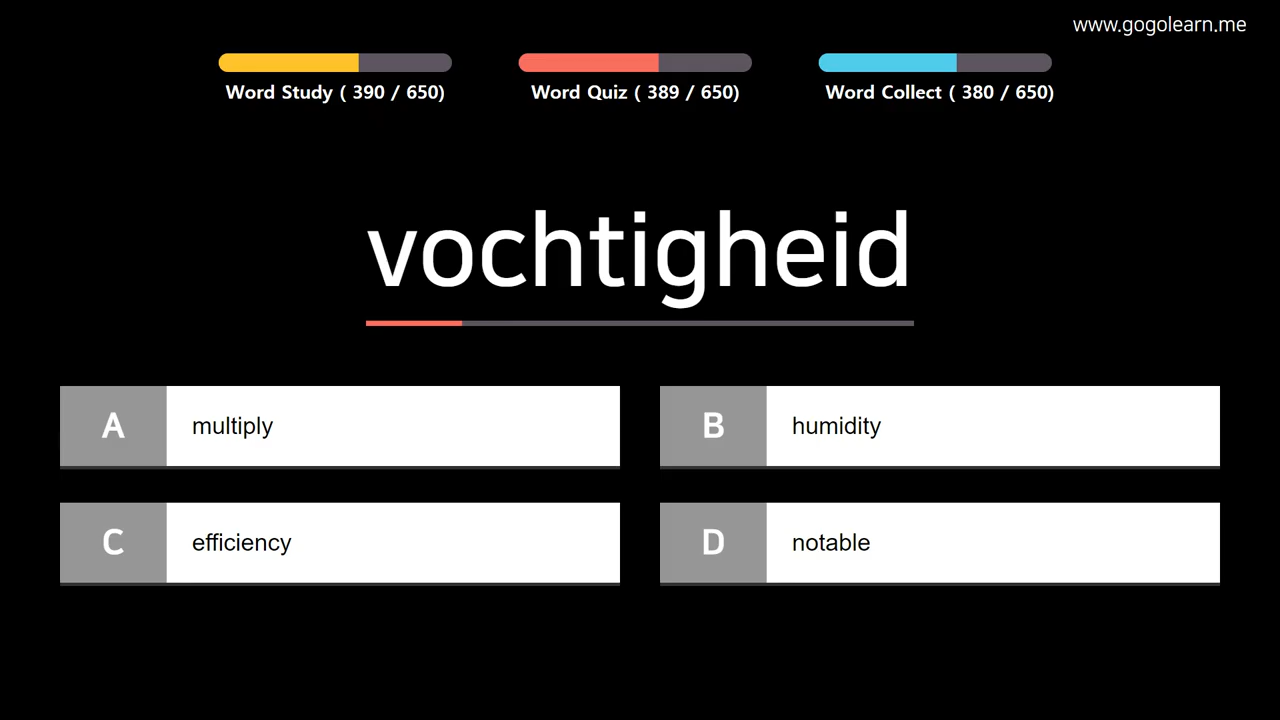 www.gogolearn.me
Word Study ( 390 / 650)
Word Quiz ( 389 / 650)
Word Collect ( 380 / 650)
vochtigheid
A multiply
B humidity
C efficiency
D notable